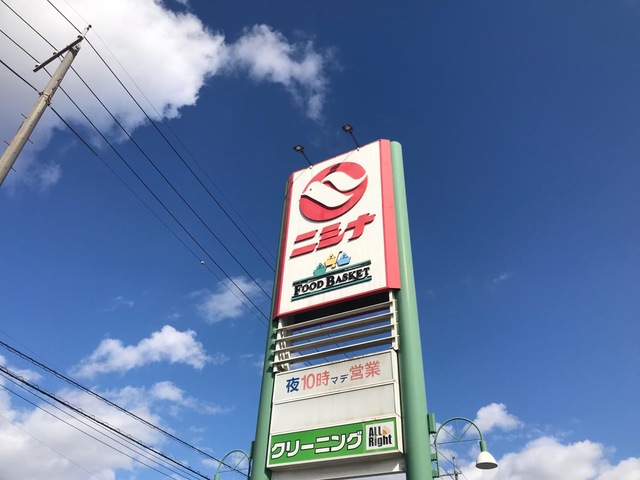 ニシナ
FOOD BASKET
夜10時マデ営業
クリーニング
ALL
Right